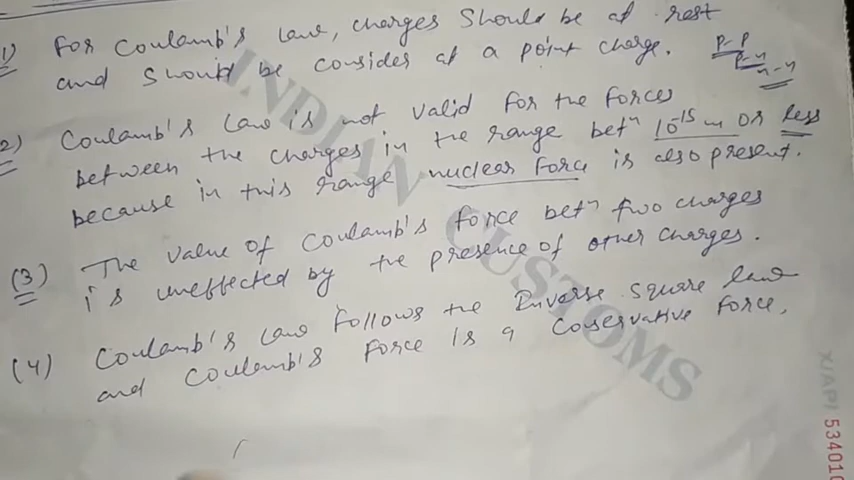 1) For Coulamb's law, charges should be at rest
and should be consider at a point charge. p-p
p-n
n-n
2) Coulamb's law is not valid for the forces
between the charges in the range betⁿ 10⁻¹⁵ m or less
because in this range nuclear force is also present.
(3) The value of Coulamb's force betⁿ two charges
is uneffected by the presence of other charges.
(4) Coulamb's law follows the Inverse square law
and Coulamb's force is a Conservative force.
INDIAN CUSTOMS
XIAPI 534010